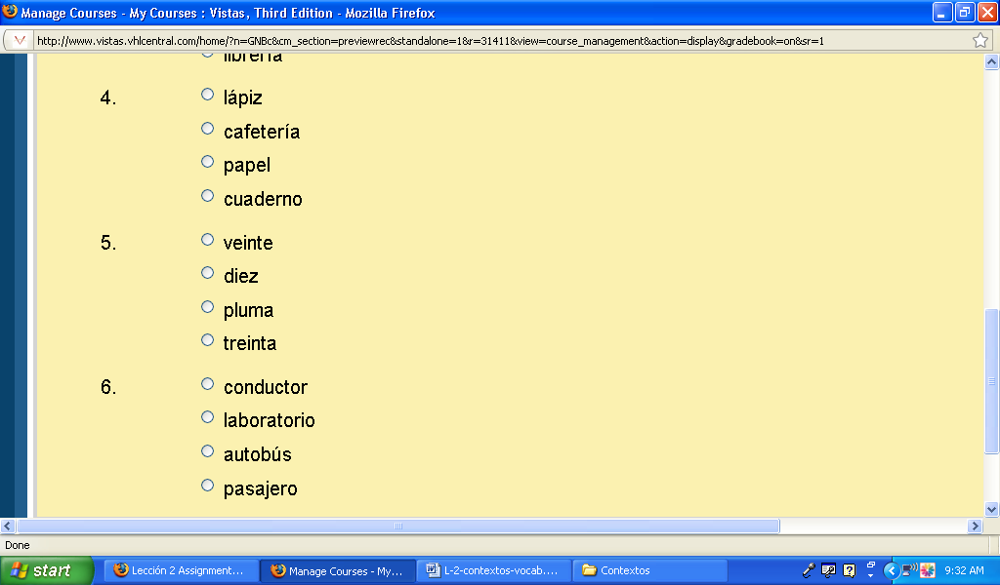 Manage Courses - My Courses : Vistas, Third Edition - Mozilla Firefox
http://www.vistas.vhlcentral.com/home/?n=GNBc&cm_section=previewrec&standalone=1&r=31411&view=course_management&action=display&gradebook=on&sr=1
librería
4. lápiz
cafetería
papel
cuaderno
5. veinte
diez
pluma
treinta
6. conductor
laboratorio
autobús
pasajero
Done
start Lección 2 Assignment... Manage Courses - My... L-2-contextos-vocab.... Contextos 9:32 AM